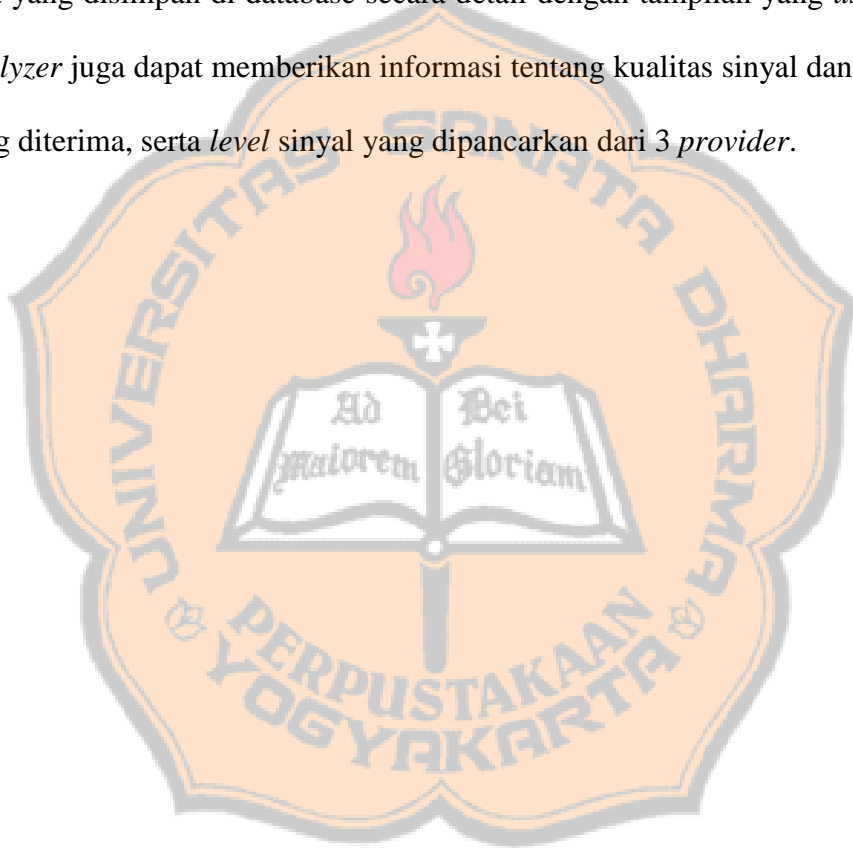 yang disimpan di database secara detail dengan tampilan yang
juga dapat memberikan informasi tentang kualitas sinyal dan
diterima, serta level sinyal yang dipancarkan dari 3 provider.
UNIVERSITAS SANATA DHARMA
Ad Dei
Maiorem Gloriam
PERPUSTAKAAN
YOGYAKARTA